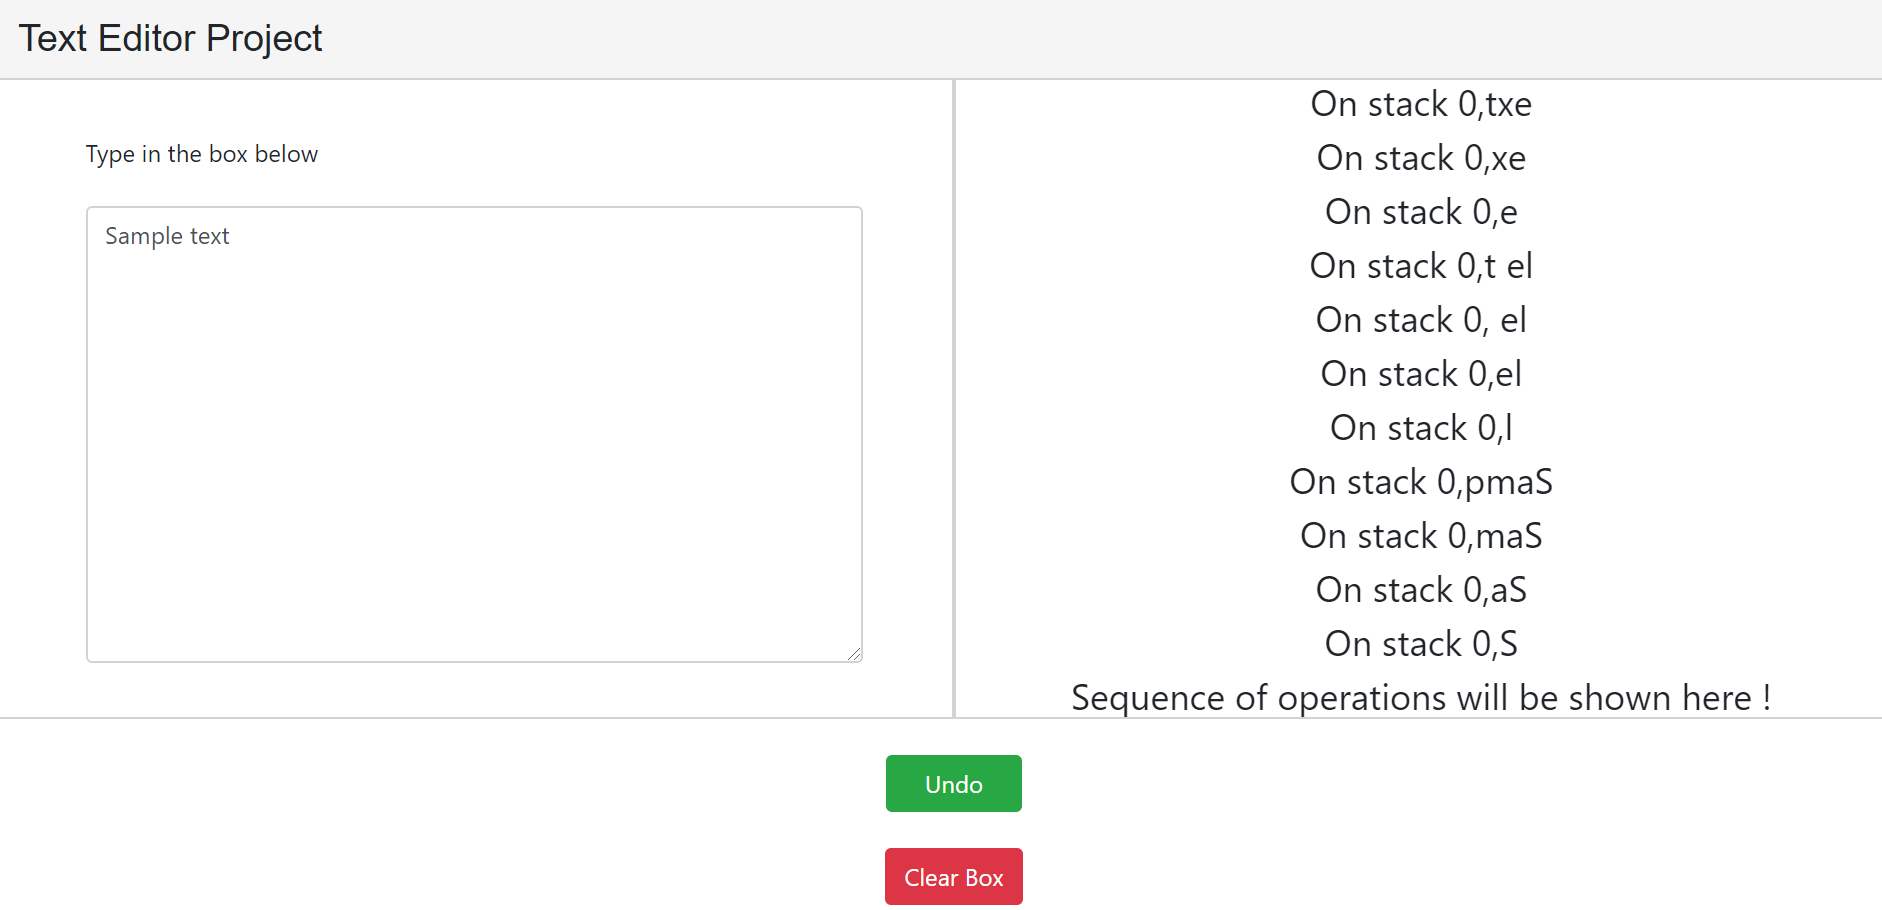 Text Editor Project
Type in the box below
Sample text
On stack 0,txe
On stack 0,xe
On stack 0,e
On stack 0,t el
On stack 0, el
On stack 0,el
On stack 0,l
On stack 0,pmaS
On stack 0,maS
On stack 0,aS
On stack 0,S
Sequence of operations will be shown here !
Undo
Clear Box